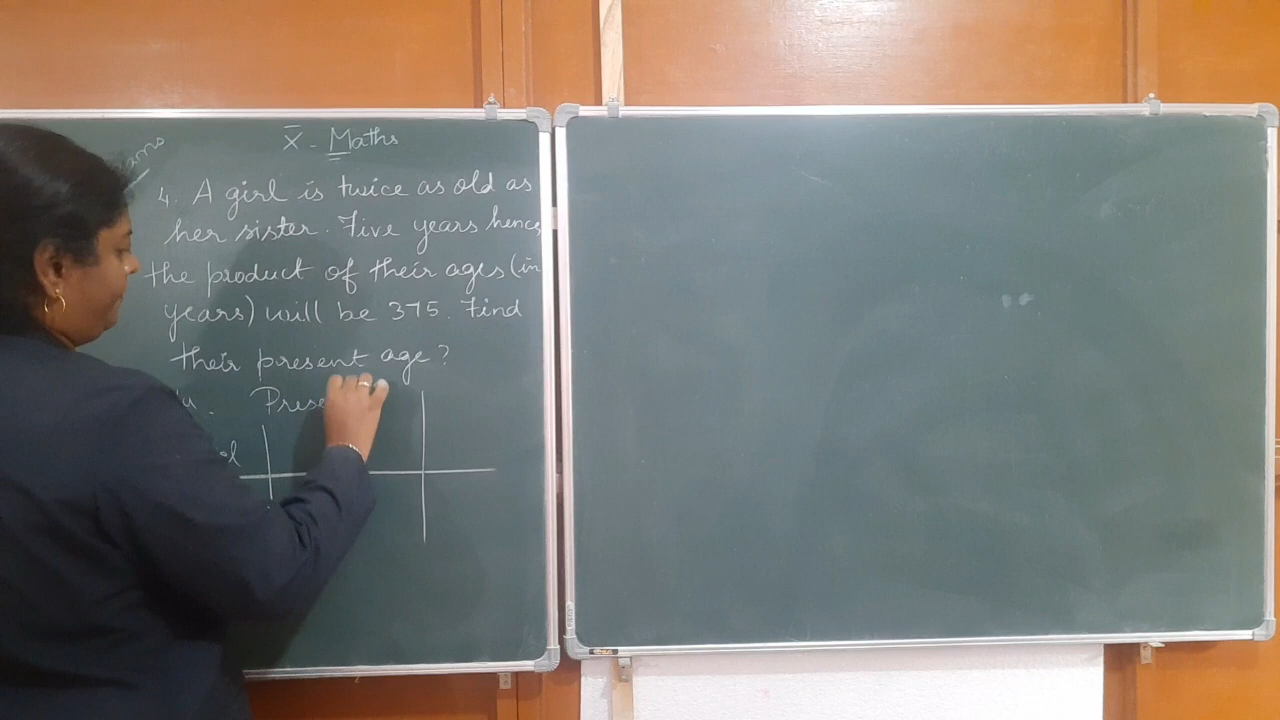 X - Maths
4. A girl is twice as old as
her sister. Five years hence
the product of their ages (in
years) will be 375. Find
their present age?
Prese